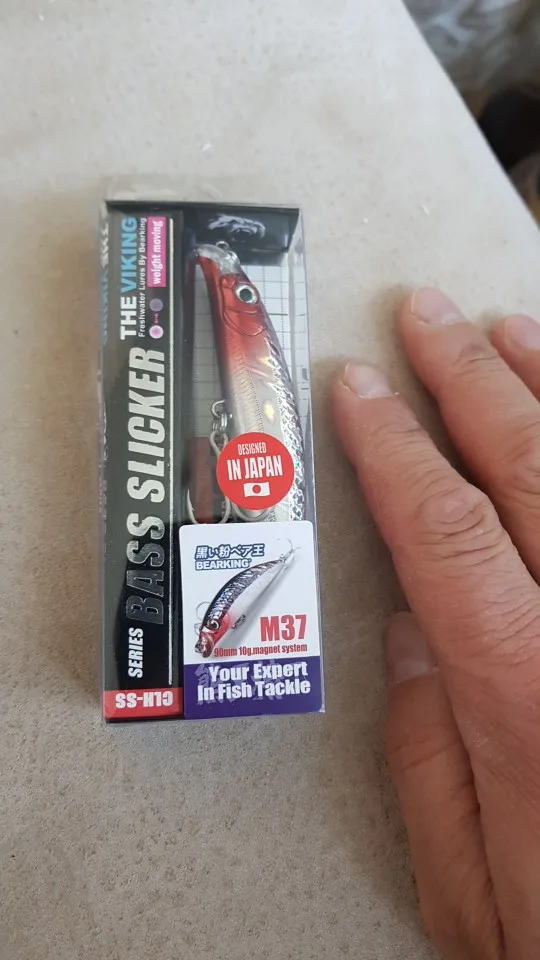 THE VIKING
Freshwater Lures By Bearking
weight moving
SERIES BASS SLICKER
CLH-SS
DESIGNED
IN JAPAN
黒い粉ベア王
BEARKING
M37
90mm 10g,magnet system
Your Expert
In Fish Tackle